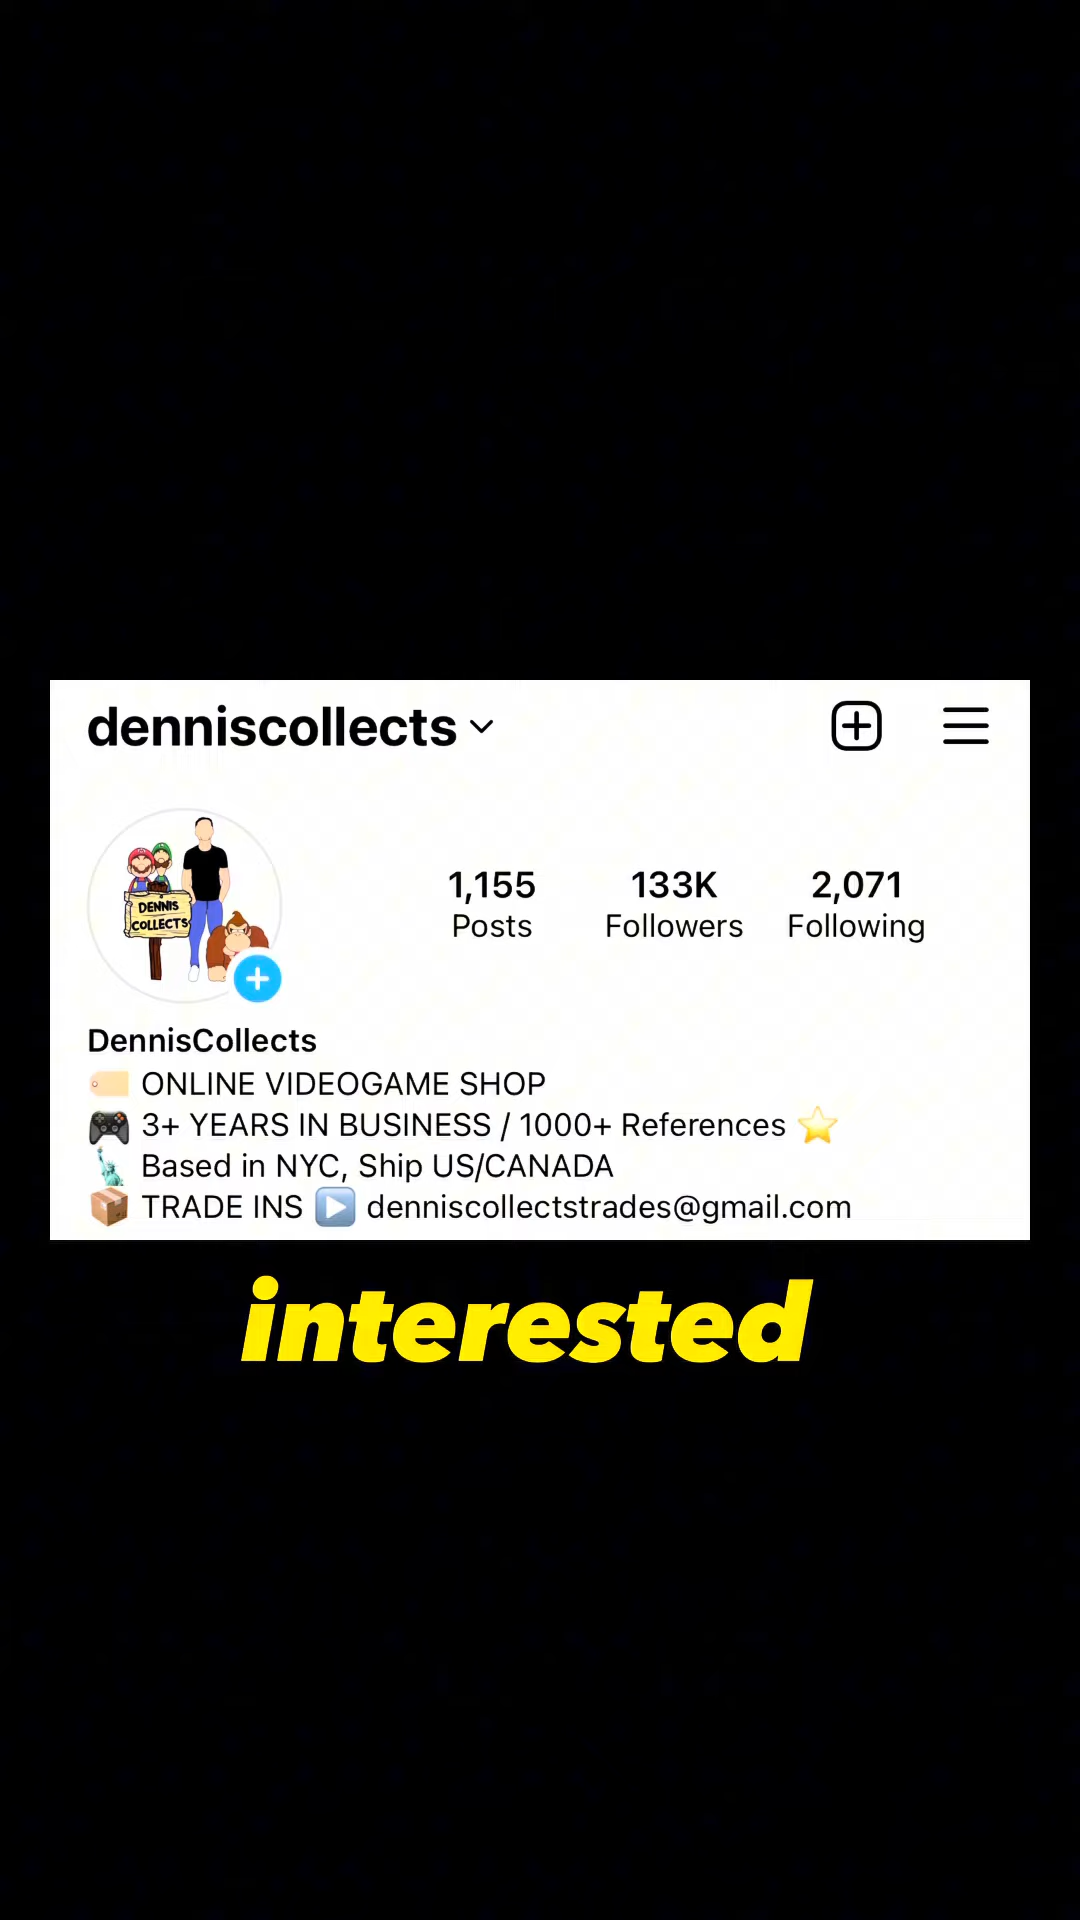 denniscollects
DENNIS
COLLECTS
1,155
Posts
133K
Followers
2,071
Following
DennisCollects
ONLINE VIDEOGAME SHOP
3+ YEARS IN BUSINESS / 1000+ References
Based in NYC, Ship US/CANADA
TRADE INS denniscollectstrades@gmail.com
interested